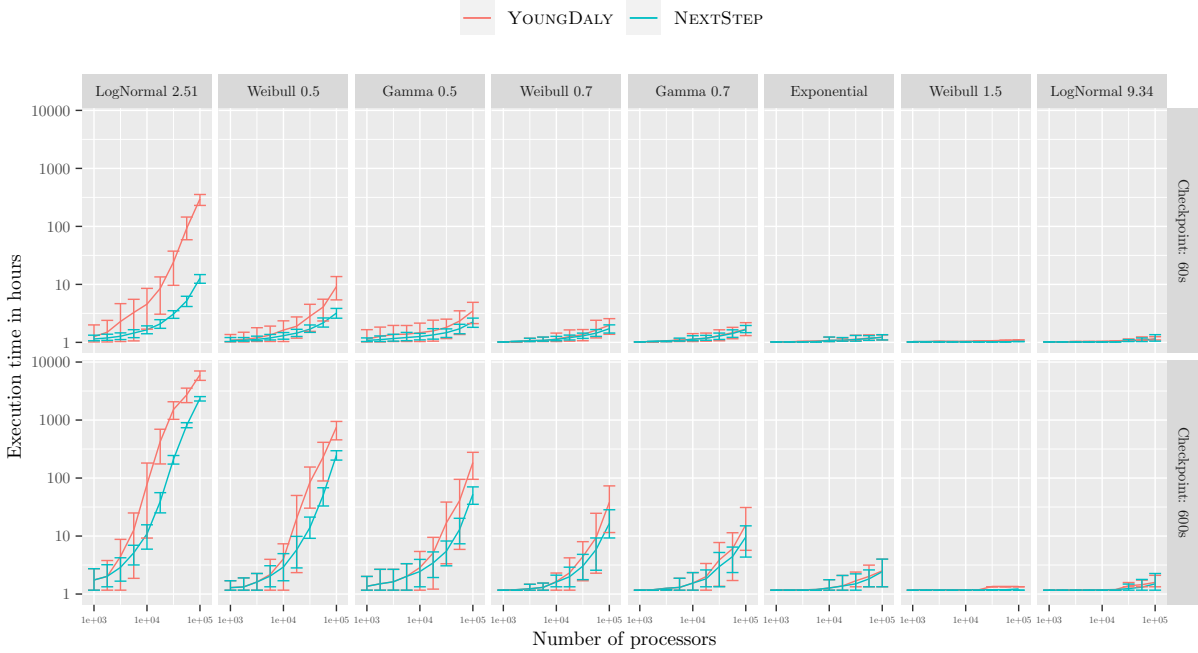 YOUNGDALY NEXTSTEP
LogNormal 2.51 Weibull 0.5 Gamma 0.5 Weibull 0.7 Gamma 0.7 Exponential Weibull 1.5 LogNormal 9.34
10000
1000
100
10
1
Checkpoint: 60s
10000
1000
100
10
1
Checkpoint: 600s
Execution time in hours
1e+03 1e+04 1e+05 1e+03 1e+04 1e+05 1e+03 1e+04 1e+05 1e+03 1e+04 1e+05 1e+03 1e+04 1e+05 1e+03 1e+04 1e+05 1e+03 1e+04 1e+05 1e+03 1e+04 1e+05
Number of processors